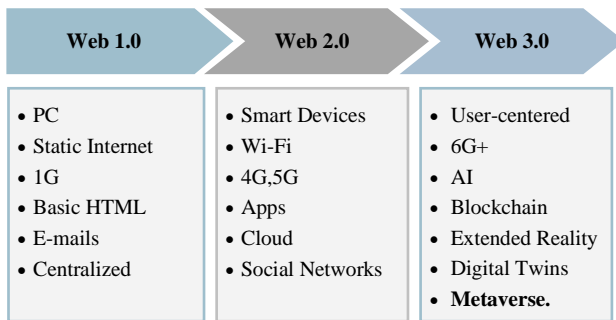 Web 1.0
Web 2.0
Web 3.0
• PC
• Static Internet
• 1G
• Basic HTML
• E-mails
• Centralized
• Smart Devices
• Wi-Fi
• 4G,5G
• Apps
• Cloud
• Social Networks
• User-centered
• 6G+
• AI
• Blockchain
• Extended Reality
• Digital Twins
• Metaverse.